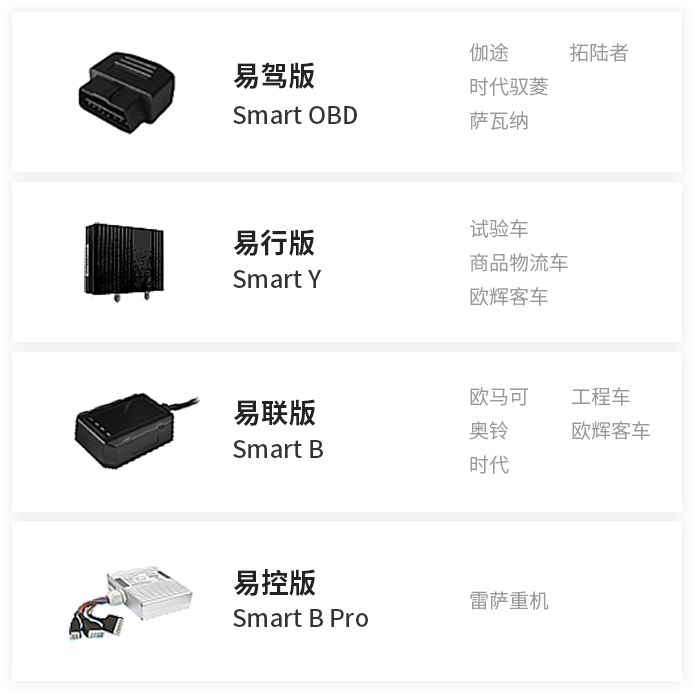 易驾版
Smart OBD
伽途 拓陆者
时代驭菱
萨瓦纳
易行版
Smart Y
试验车
商品物流车
欧辉客车
易联版
Smart B
欧马可 工程车
奥铃 欧辉客车
时代
易控版
Smart B Pro
雷萨重机